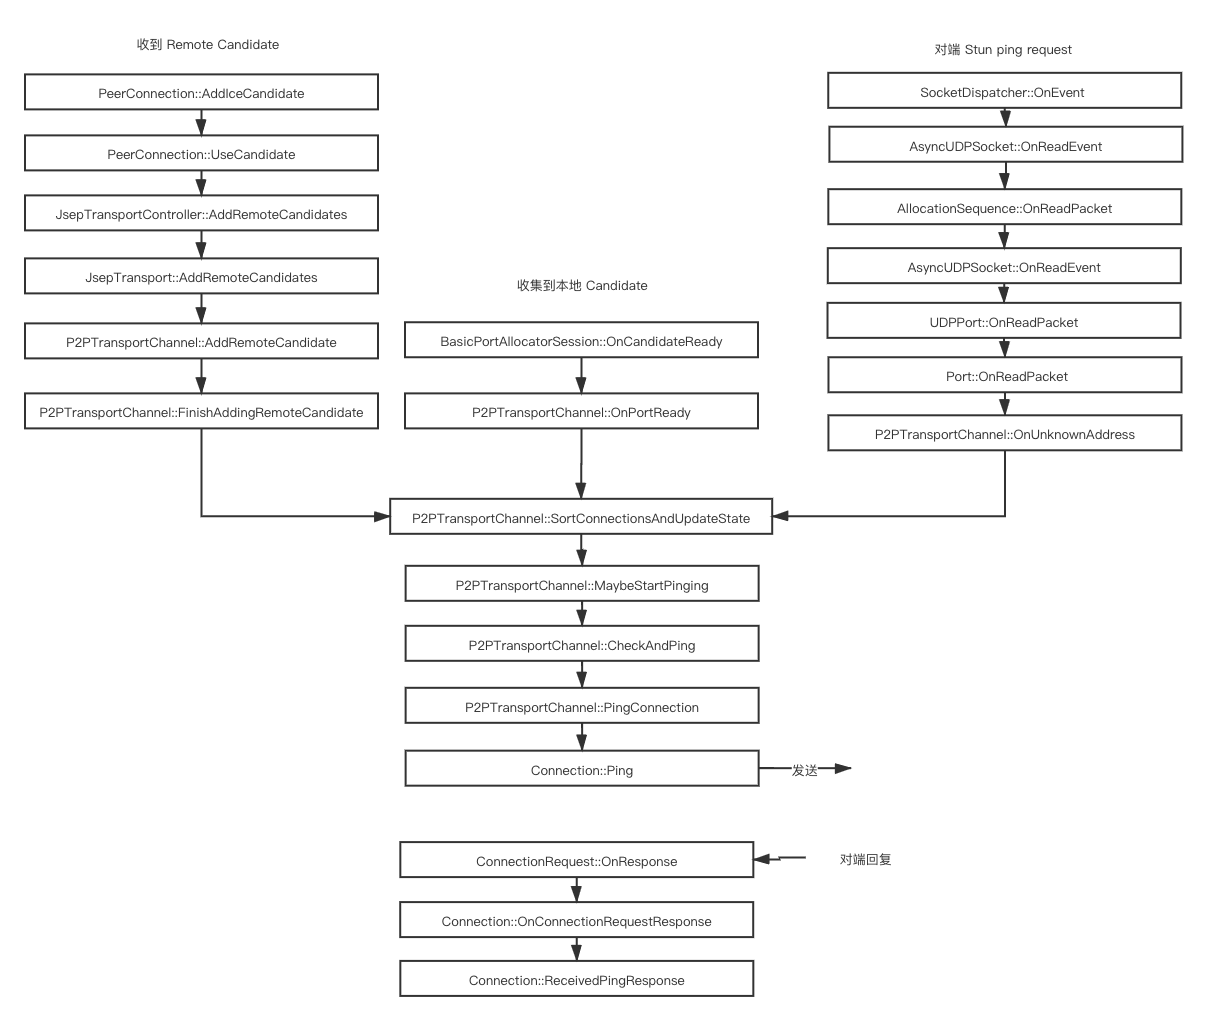 收到 Remote Candidate
PeerConnection::AddIceCandidate
PeerConnection::UseCandidate
JsepTransportController::AddRemoteCandidates
JsepTransport::AddRemoteCandidates
P2PTransportChannel::AddRemoteCandidate
P2PTransportChannel::FinishAddingRemoteCandidate
收集到本地 Candidate
BasicPortAllocatorSession::OnCandidateReady
P2PTransportChannel::OnPortReady
对端 Stun ping request
SocketDispatcher::OnEvent
AsyncUDPSocket::OnReadEvent
AllocationSequence::OnReadPacket
AsyncUDPSocket::OnReadEvent
UDPPort::OnReadPacket
Port::OnReadPacket
P2PTransportChannel::OnUnknownAddress
P2PTransportChannel::SortConnectionsAndUpdateState
P2PTransportChannel::MaybeStartPinging
P2PTransportChannel::CheckAndPing
P2PTransportChannel::PingConnection
Connection::Ping
发送
ConnectionRequest::OnResponse
对端回复
Connection::OnConnectionRequestResponse
Connection::ReceivedPingResponse